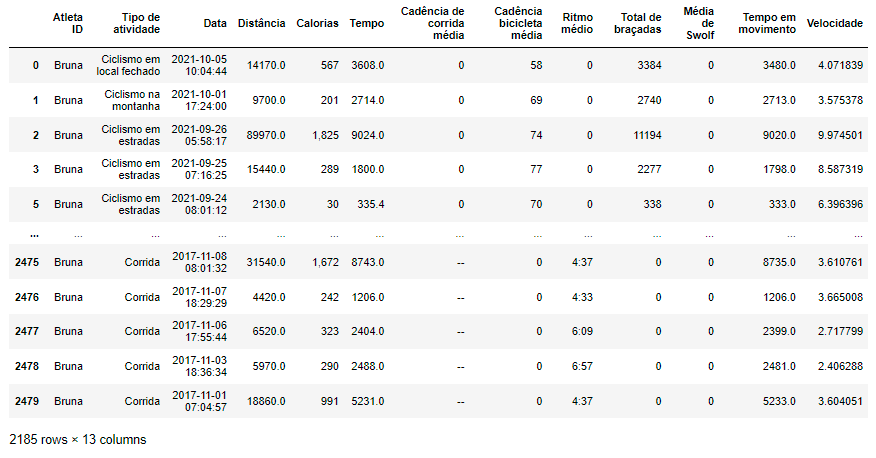 Atleta ID Tipo de atividade Data Distância Calorias Tempo Cadência de corrida média Cadência bicicleta média Ritmo médio Total de braçadas Média de Swolf Tempo em movimento Velocidade
0 Bruna Ciclismo em local fechado 2021-10-05 10:04:44 14170.0 567 3608.0 0 58 0 3384 0 3480.0 4.071839
1 Bruna Ciclismo na montanha 2021-10-01 17:24:00 9700.0 201 2714.0 0 69 0 2740 0 2713.0 3.575378
2 Bruna Ciclismo em estradas 2021-09-26 05:58:17 89970.0 1,825 9024.0 0 74 0 11194 0 9020.0 9.974501
3 Bruna Ciclismo em estradas 2021-09-25 07:16:25 15440.0 289 1800.0 0 77 0 2277 0 1798.0 8.587319
5 Bruna Ciclismo em estradas 2021-09-24 08:01:12 2130.0 30 335.4 0 70 0 338 0 333.0 6.396396
... ... ... ... ... ... ... ... ... ... ... ... ... ...
2475 Bruna Corrida 2017-11-08 08:01:32 31540.0 1,672 8743.0 -- 0 4:37 0 0 8735.0 3.610761
2476 Bruna Corrida 2017-11-07 18:29:29 4420.0 242 1206.0 -- 0 4:33 0 0 1206.0 3.665008
2477 Bruna Corrida 2017-11-06 17:55:44 6520.0 323 2404.0 -- 0 6:09 0 0 2399.0 2.717799
2478 Bruna Corrida 2017-11-03 18:36:34 5970.0 290 2488.0 -- 0 6:57 0 0 2481.0 2.406288
2479 Bruna Corrida 2017-11-01 07:04:57 18860.0 991 5231.0 -- 0 4:37 0 0 5233.0 3.604051
2185 rows × 13 columns